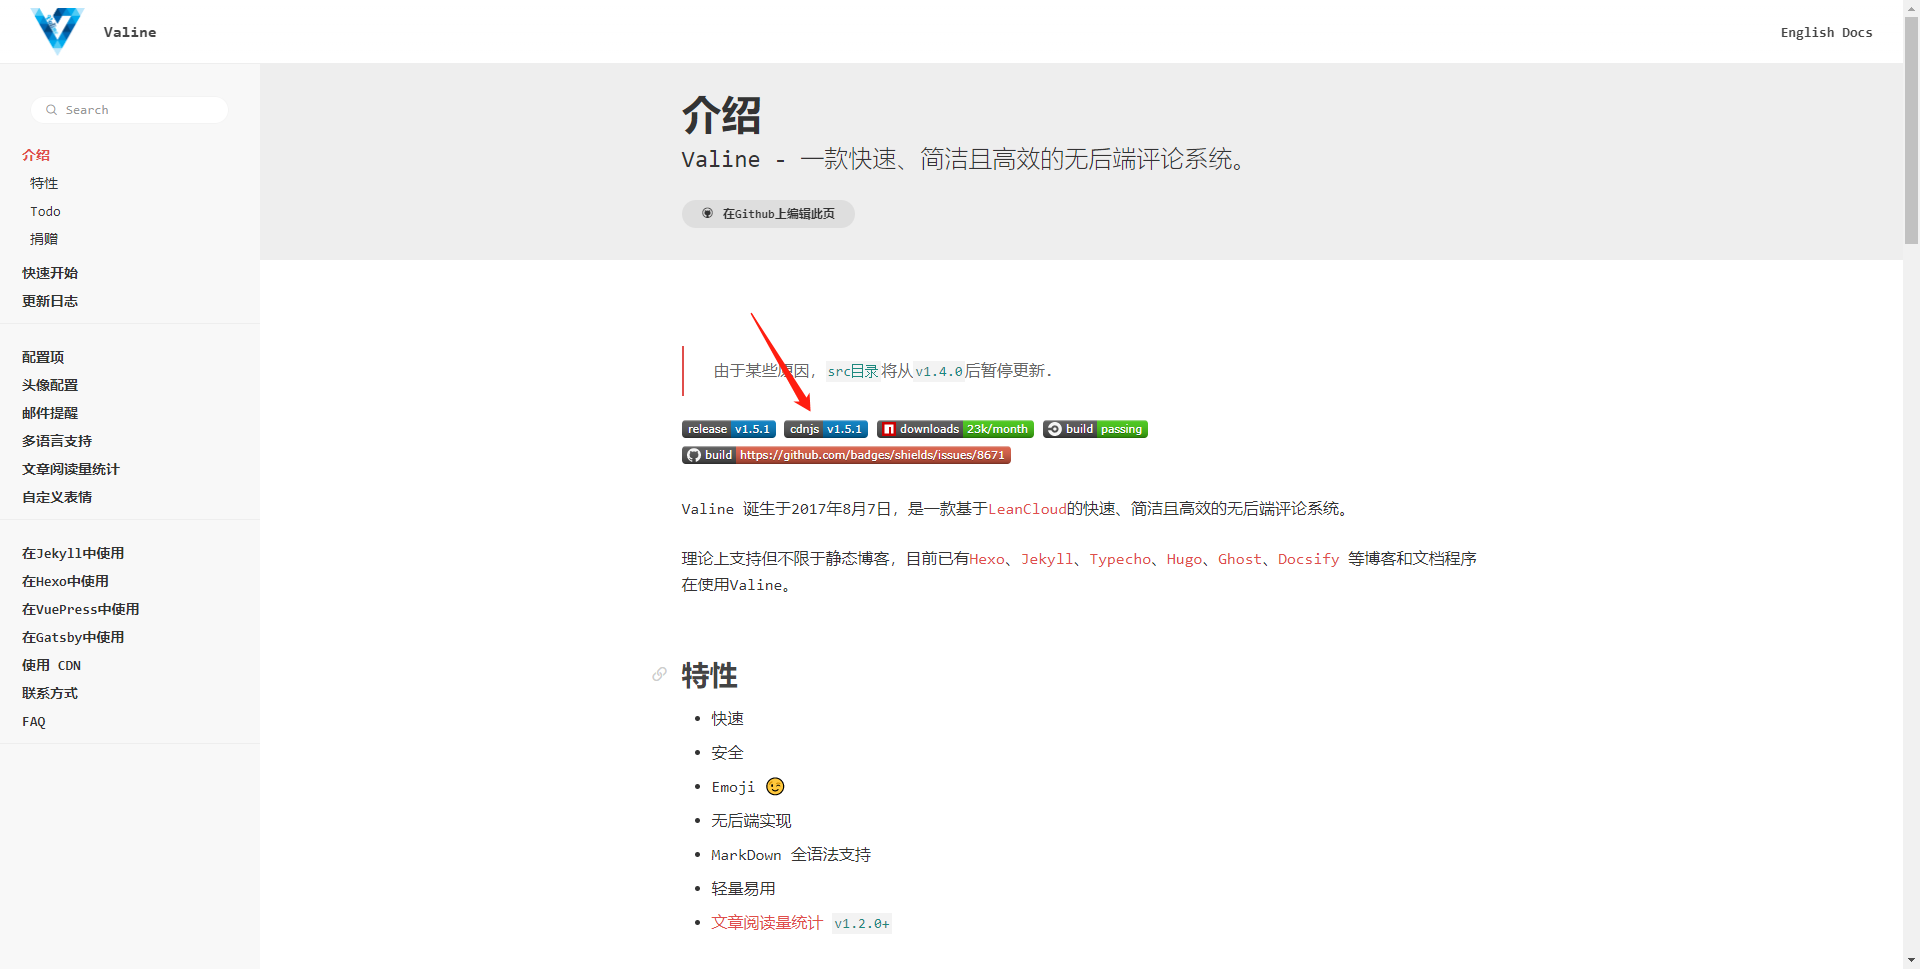 Valine
English Docs
Search
介绍
特性
Todo
捐赠
快速开始
更新日志
配置项
头像配置
邮件提醒
多语言支持
文章阅读量统计
自定义表情
在Jekyll中使用
在Hexo中使用
在VuePress中使用
在Gatsby中使用
使用 CDN
联系方式
FAQ
介绍
Valine - 一款快速、简洁且高效的无后端评论系统。
在Github上编辑此页
由于某些原因，src目录将从v1.4.0后暂停更新.
release v1.5.1 cdnjs v1.5.1 downloads 23k/month build passing
build https://github.com/badges/shields/issues/8671
Valine 诞生于2017年8月7日，是一款基于LeanCloud的快速、简洁且高效的无后端评论系统。
理论上支持但不限于静态博客，目前已有Hexo、Jekyll、Typecho、Hugo、Ghost、Docsify 等博客和文档程序
在使用Valine。
特性
快速
安全
Emoji 😉
无后端实现
MarkDown 全语法支持
轻量易用
文章阅读量统计 v1.2.0+